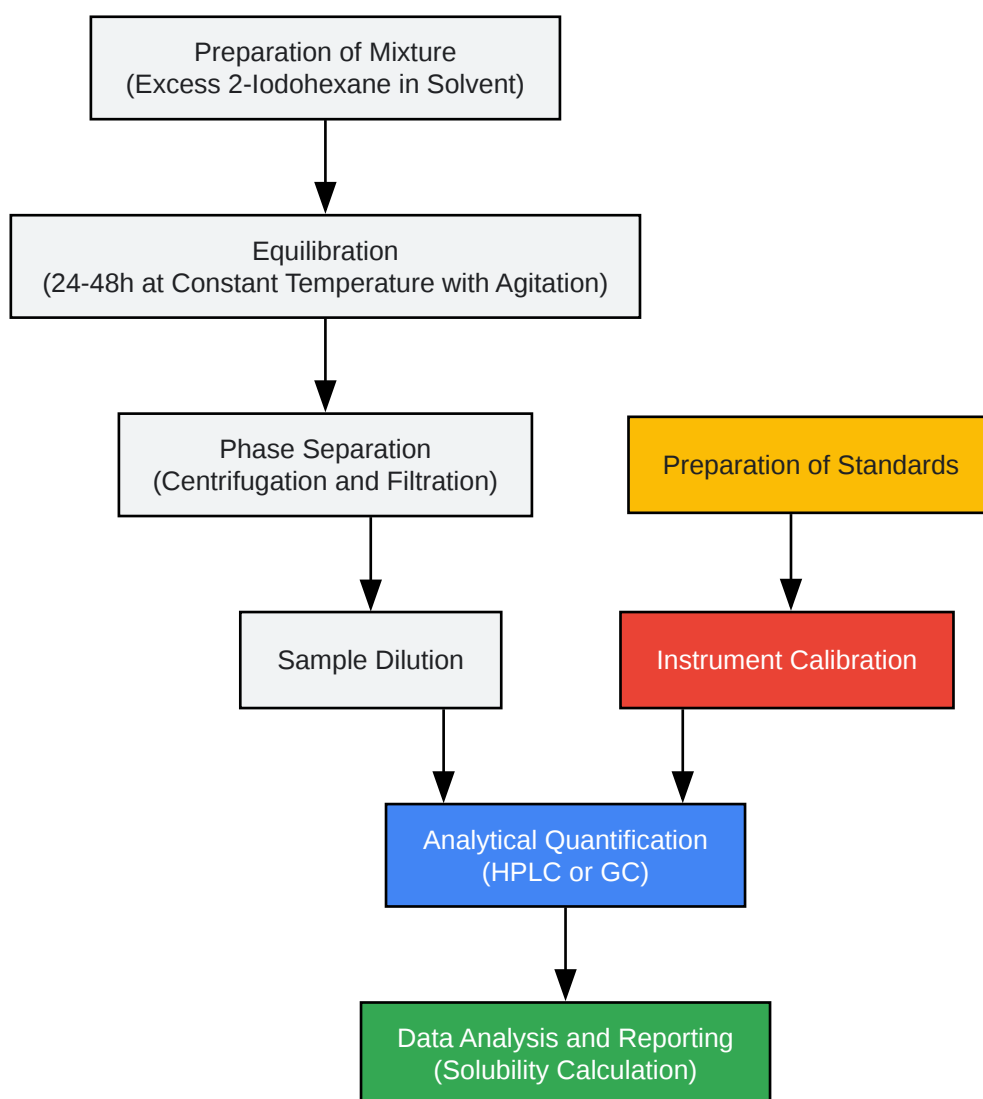 Preparation of Mixture
(Excess 2-Iodohexane in Solvent)
Equilibration
(24-48h at Constant Temperature with Agitation)
Phase Separation
(Centrifugation and Filtration)
Preparation of Standards
Sample Dilution
Instrument Calibration
Analytical Quantification
(HPLC or GC)
Data Analysis and Reporting
(Solubility Calculation)